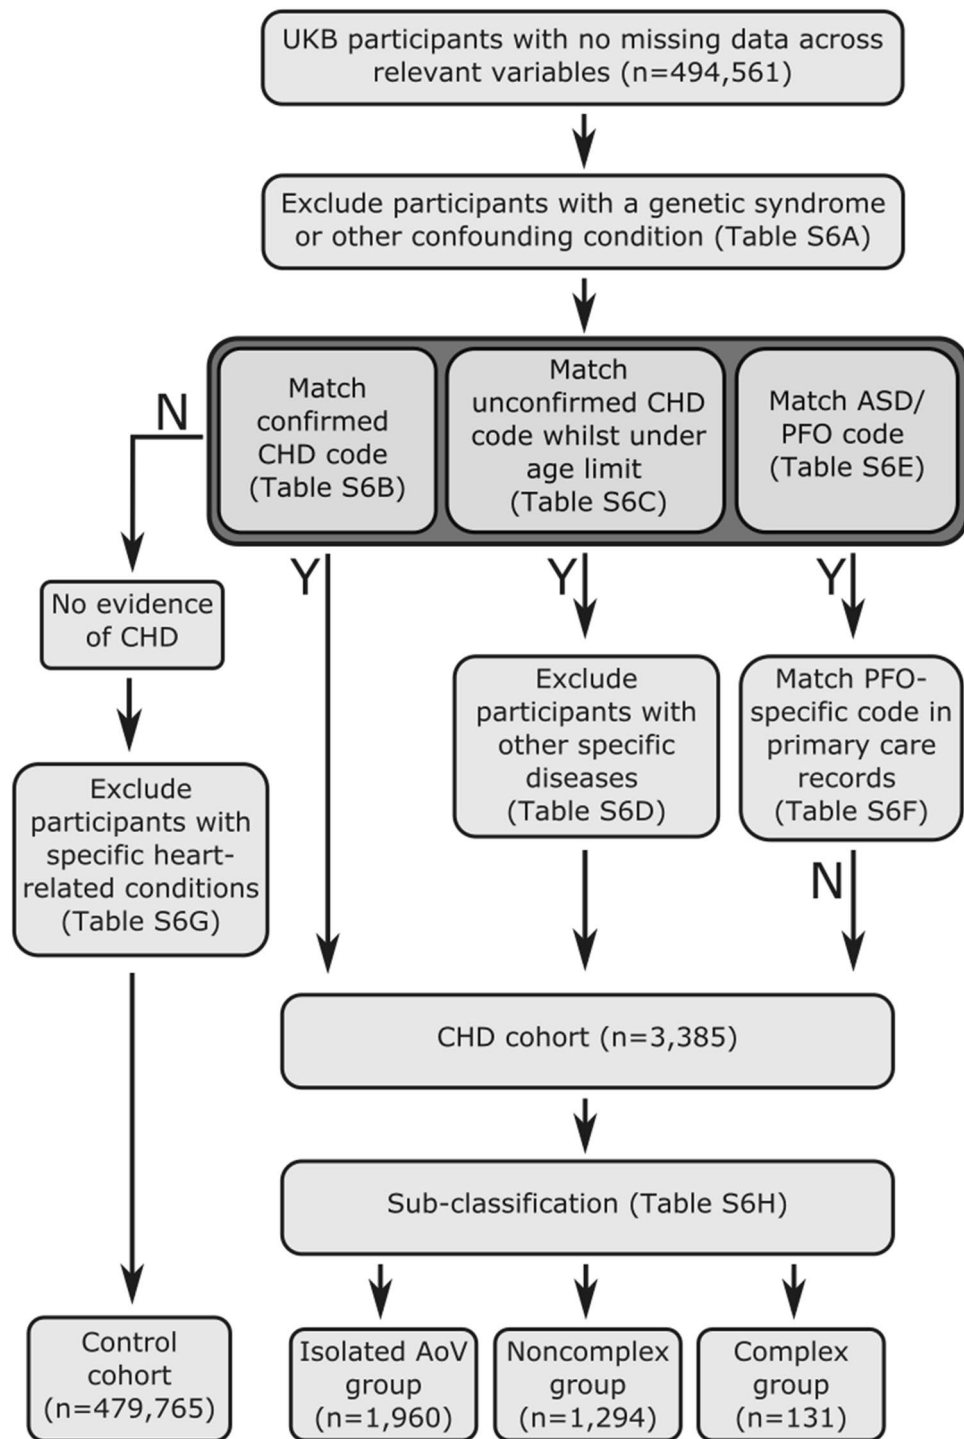 UKB participants with no missing data across
relevant variables (n=494,561)
Exclude participants with a genetic syndrome
or other confounding condition (Table S6A)
N
Match
confirmed
CHD code
(Table S6B)
Match
unconfirmed CHD
code whilst under
age limit
(Table S6C)
Match ASD/
PFO code
(Table S6E)
Y
Y
Y
No evidence
of CHD
Exclude
participants with
other specific
diseases
(Table S6D)
Match PFO-
specific code in
primary care
records
(Table S6F)
Exclude
participants with
specific heart-
related conditions
(Table S6G)
N
CHD cohort (n=3,385)
Sub-classification (Table S6H)
Control
cohort
(n=479,765)
Isolated AoV
group
(n=1,960)
Noncomplex
group
(n=1,294)
Complex
group
(n=131)